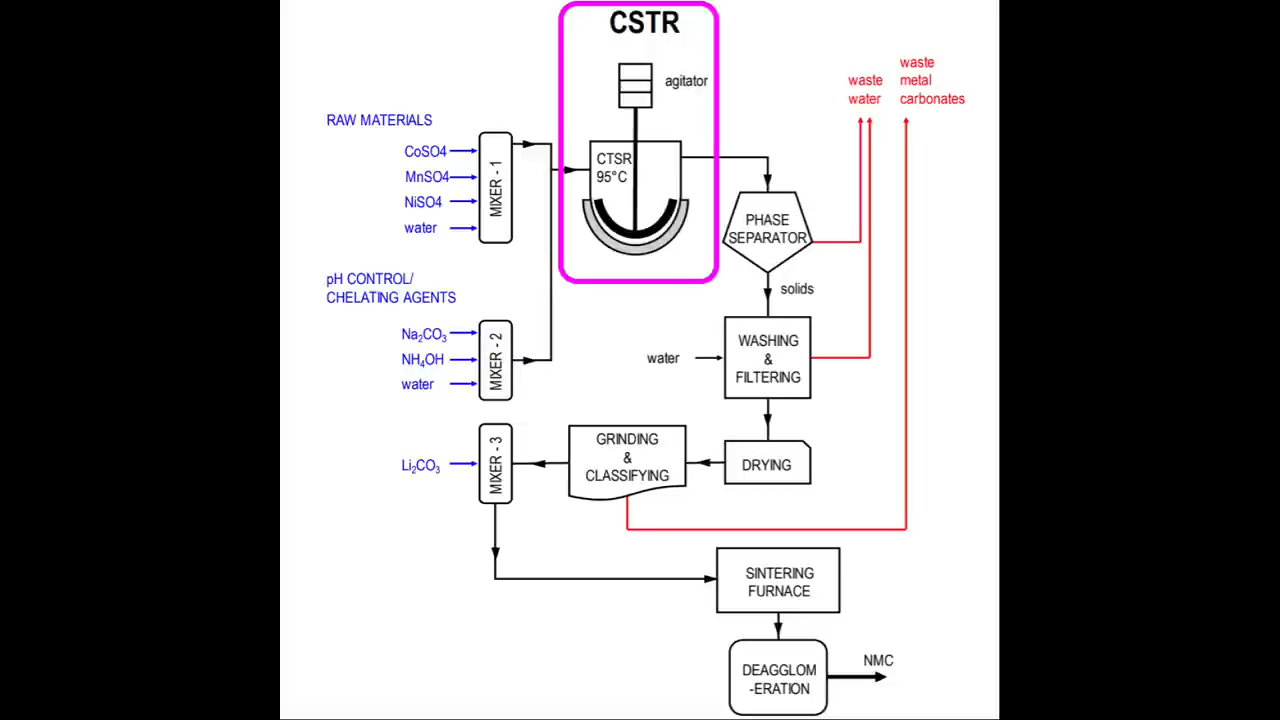 CSTR
agitator
waste
water
waste
metal
carbonates
RAW MATERIALS
CoSO4
MnSO4
NiSO4
water
MIXER - 1
CTSR
95°C
PHASE
SEPARATOR
solids
pH CONTROL/
CHELATING AGENTS
Na₂CO₃
NH₄OH
water
MIXER - 2
water
WASHING
&
FILTERING
Li₂CO₃
MIXER - 3
GRINDING
&
CLASSIFYING
DRYING
SINTERING
FURNACE
DEAGGLOM
-ERATION
NMC